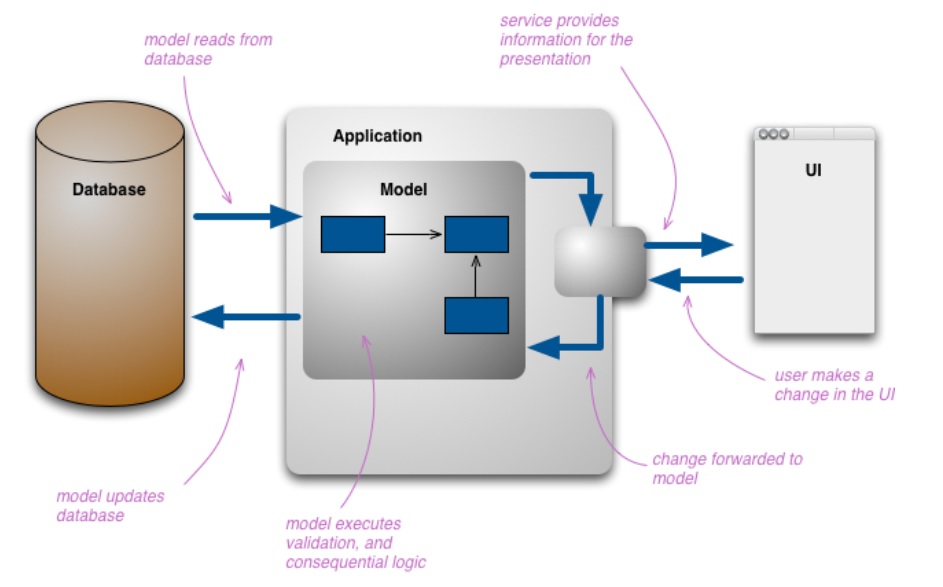 service provides
information for the
presentation
model reads from
database
Application
Database
Model
UI
user makes a
change in the UI
change forwarded to
model
model updates
database
model executes
validation, and
consequential logic